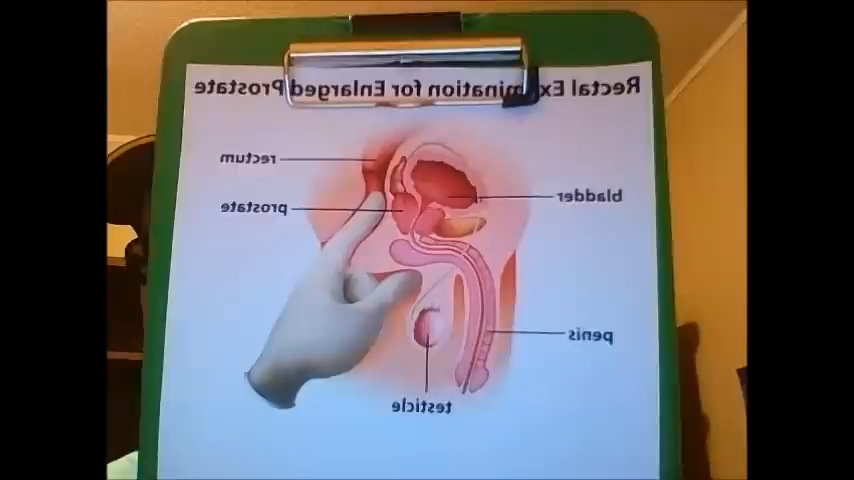 Rectal Examination for Enlarged Prostate
rectum
bladder
prostate
penis
testicle